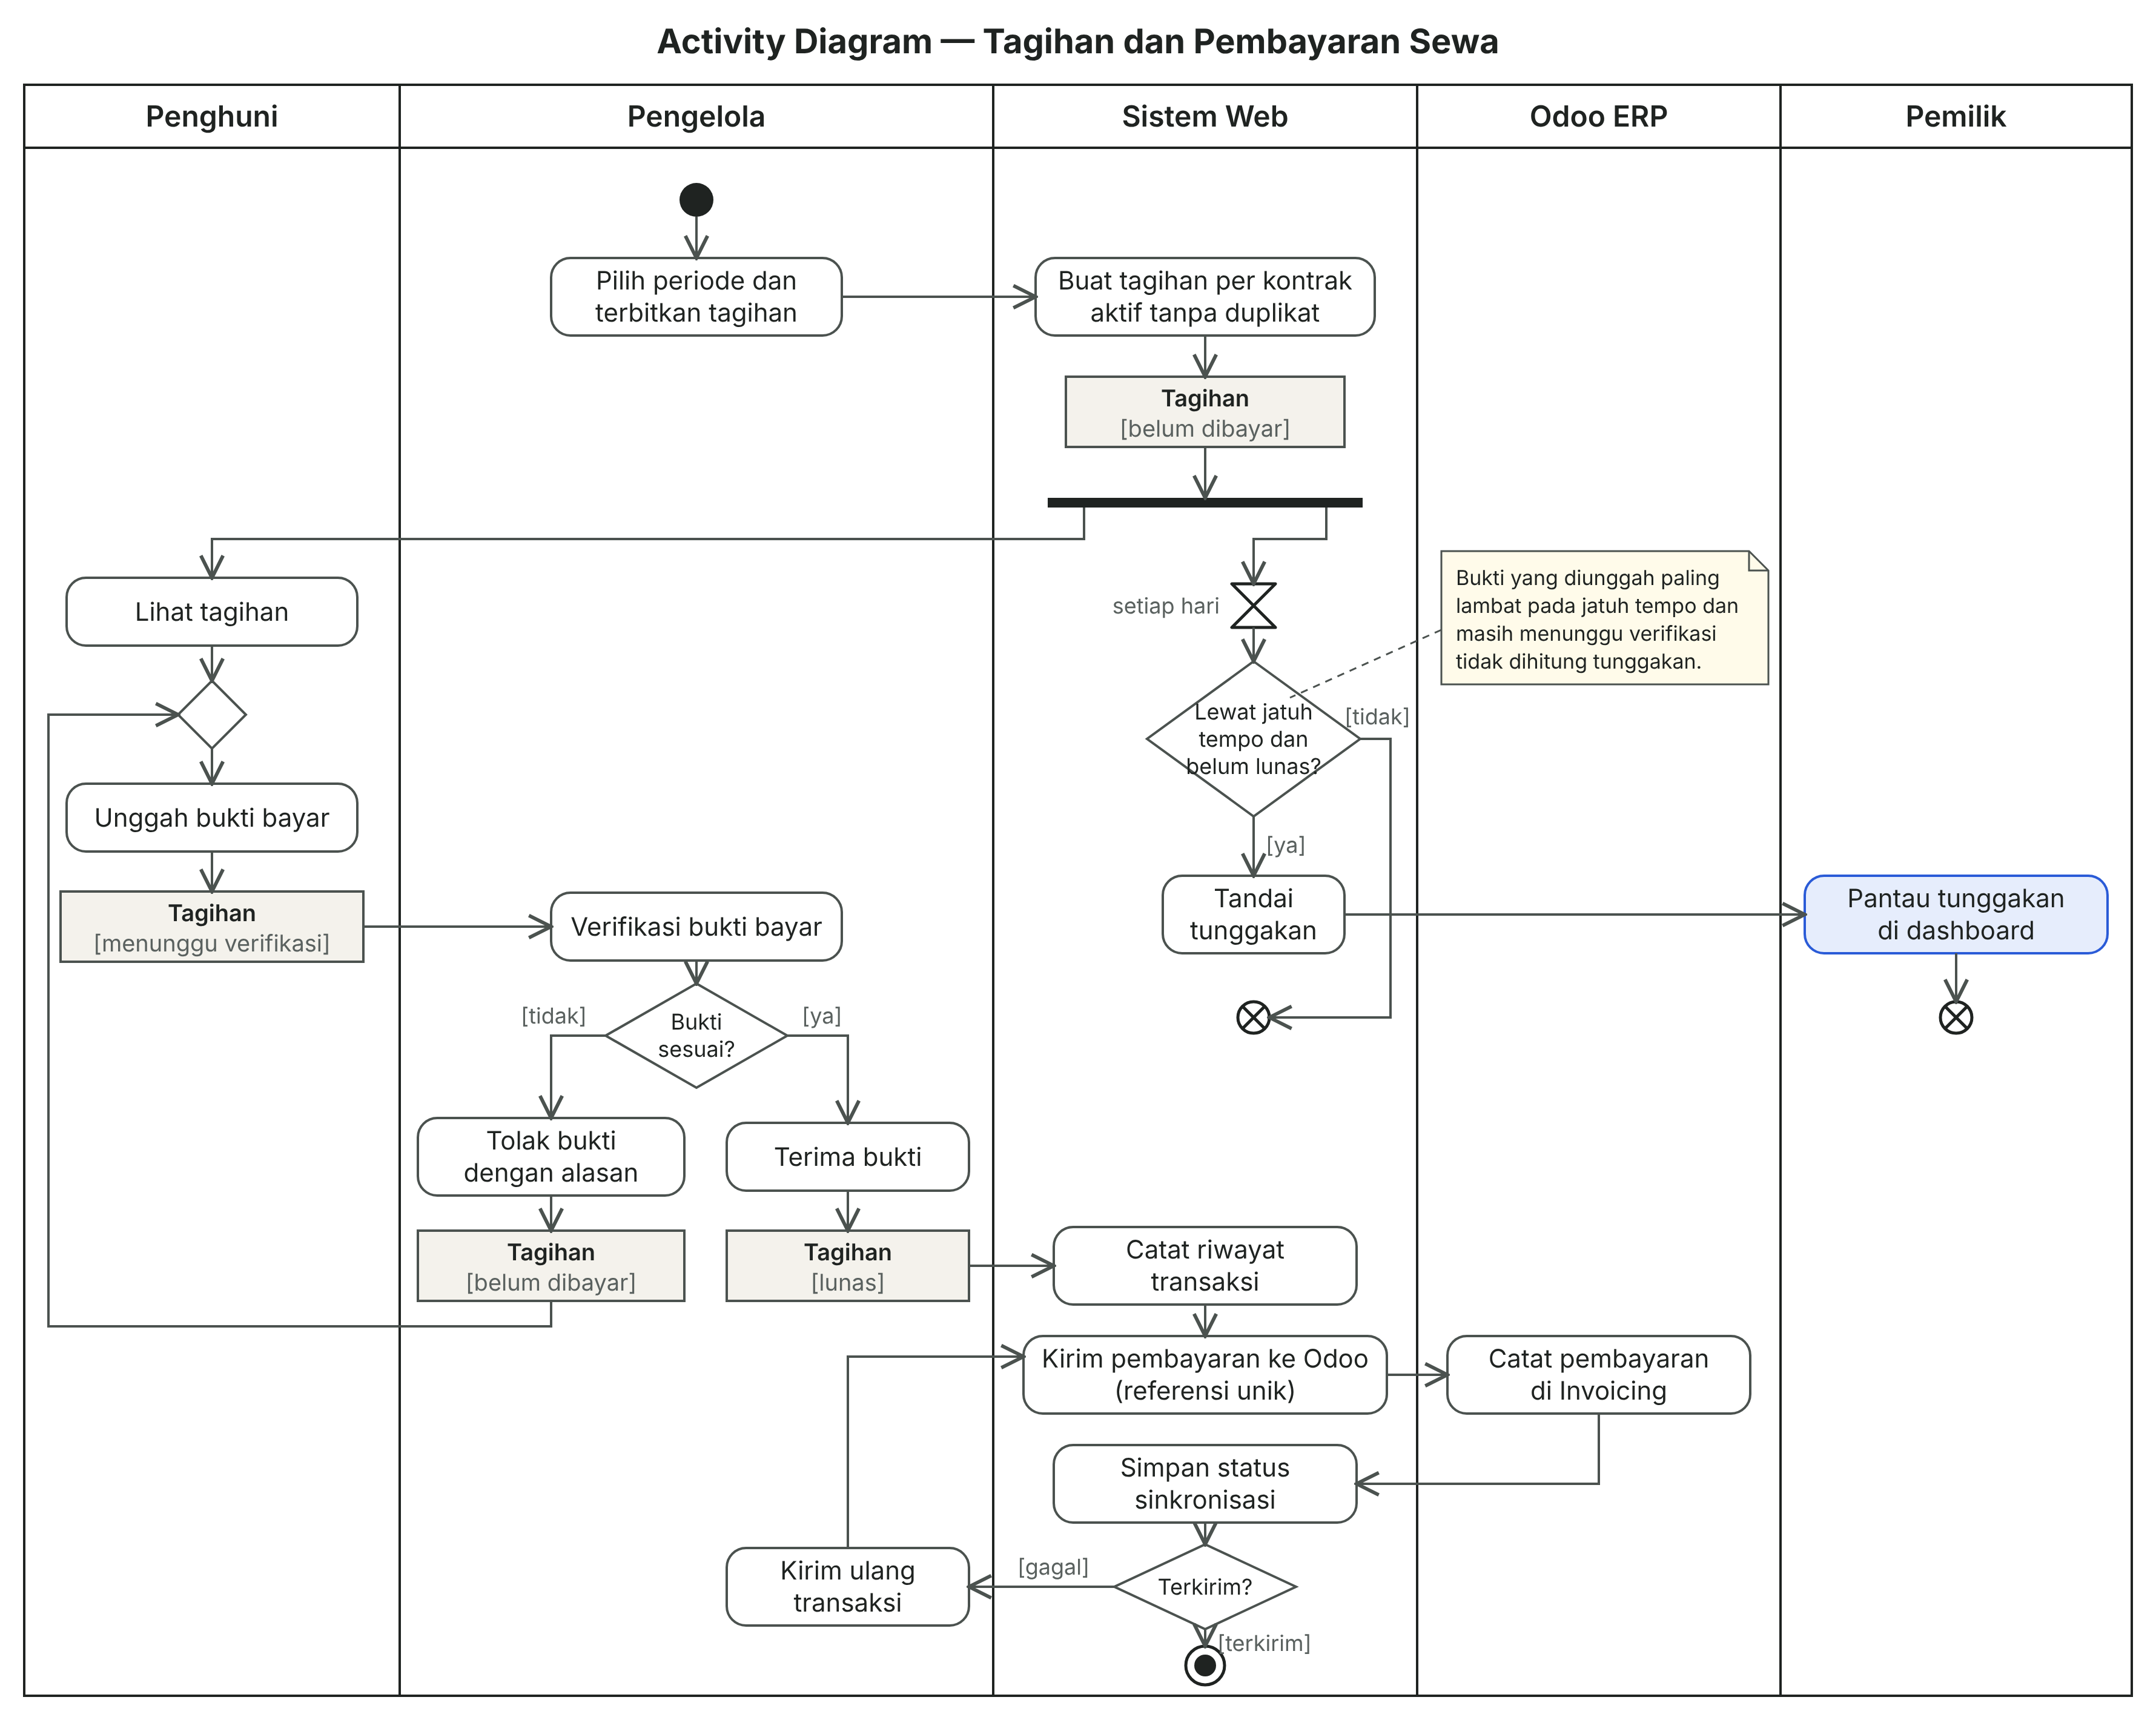 Activity Diagram — Tagihan dan Pembayaran Sewa
Penghuni
Pengelola
Sistem Web
Odoo ERP
Pemilik
Pilih periode dan
terbitkan tagihan
Buat tagihan per kontrak
aktif tanpa duplikat
Tagihan
[belum dibayar]
Lihat tagihan
setiap hari
Bukti yang diunggah paling
lambat pada jatuh tempo dan
masih menunggu verifikasi
tidak dihitung tunggakan.
Lewat jatuh
tempo dan
belum lunas?
[tidak]
[ya]
Unggah bukti bayar
Tagihan
[menunggu verifikasi]
Verifikasi bukti bayar
Tandai
tunggakan
Pantau tunggakan
di dashboard
[tidak]
Bukti
sesuai?
[ya]
Tolak bukti
dengan alasan
Terima bukti
Tagihan
[belum dibayar]
Tagihan
[lunas]
Catat riwayat
transaksi
Kirim pembayaran ke Odoo
(referensi unik)
Catat pembayaran
di Invoicing
Simpan status
sinkronisasi
Kirim ulang
transaksi
[gagal]
Terkirim?
[terkirim]